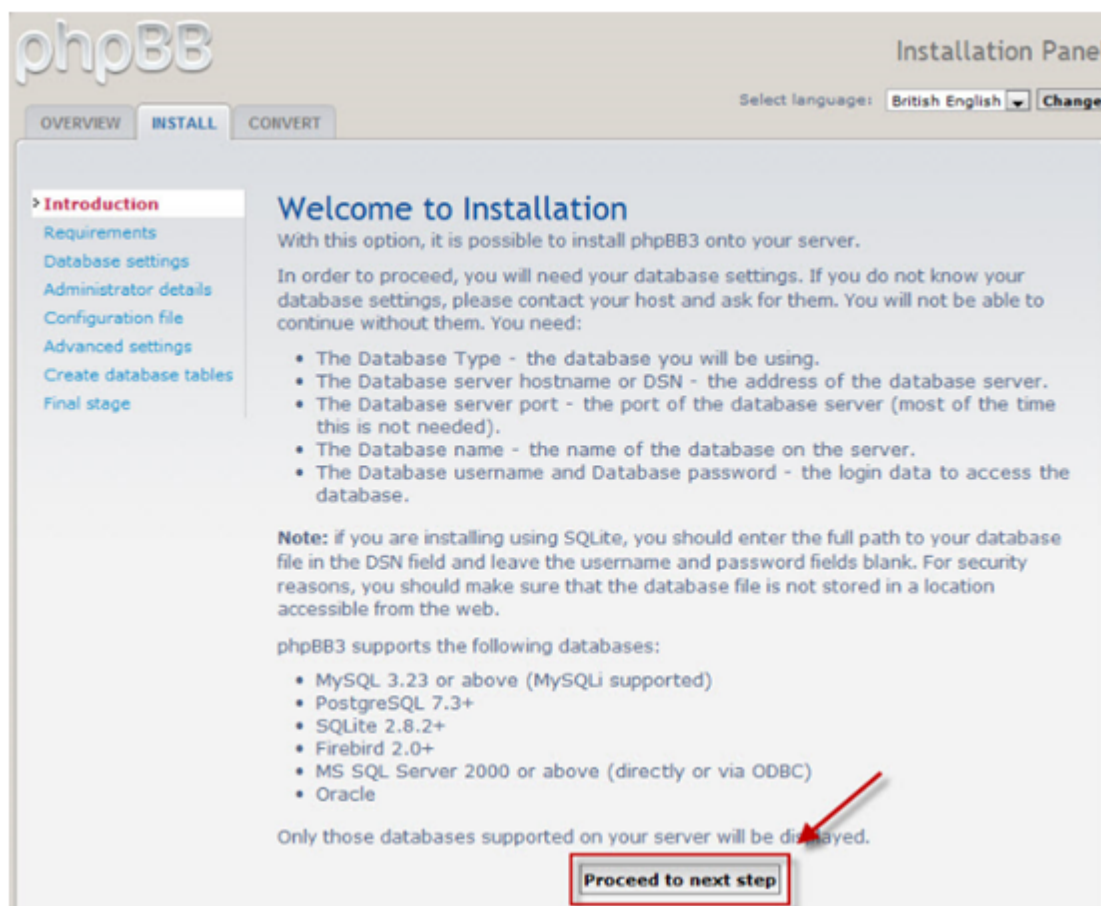 phpBB
Installation Pane
Select language: British English Change
OVERVIEW INSTALL CONVERT
Introduction
Requirements
Database settings
Administrator details
Configuration file
Advanced settings
Create database tables
Final stage
Welcome to Installation
With this option, it is possible to install phpBB3 onto your server.
In order to proceed, you will need your database settings. If you do not know your
database settings, please contact your host and ask for them. You will not be able to
continue without them. You need:
• The Database Type - the database you will be using.
• The Database server hostname or DSN - the address of the database server.
• The Database server port - the port of the database server (most of the time
this is not needed).
• The Database name - the name of the database on the server.
• The Database username and Database password - the login data to access the
database.
Note: if you are installing using SQLite, you should enter the full path to your database
file in the DSN field and leave the username and password fields blank. For security
reasons, you should make sure that the database file is not stored in a location
accessible from the web.
phpBB3 supports the following databases:
• MySQL 3.23 or above (MySQLi supported)
• PostgreSQL 7.3+
• SQLite 2.8.2+
• Firebird 2.0+
• MS SQL Server 2000 or above (directly or via ODBC)
• Oracle
Only those databases supported on your server will be displayed.
Proceed to next step